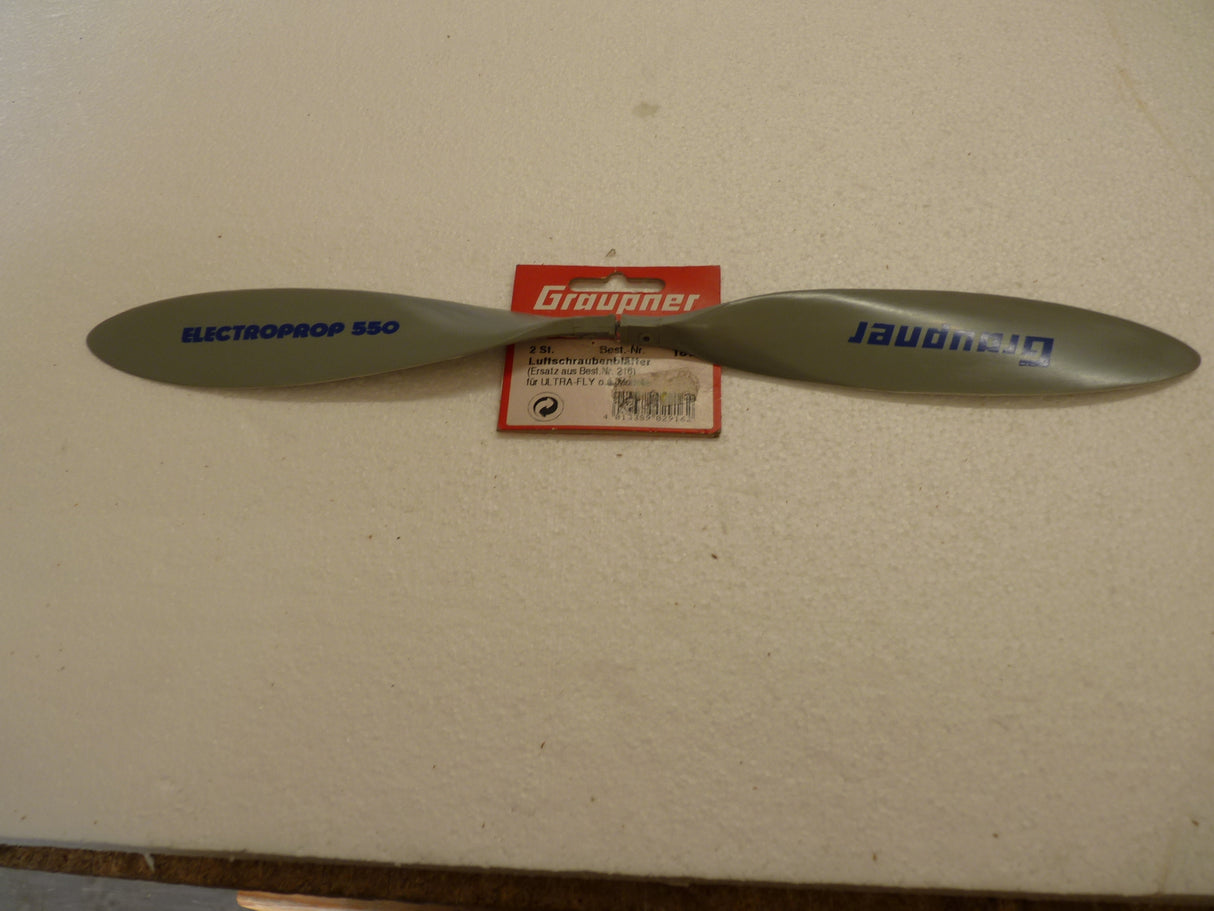 Graupner
ELECTROPROP 550
Graupner
2 St. Best. Nr.
Luftschraubenblätter
(Ersatz aus Best.Nr. 216)
für ULTRA-FLY